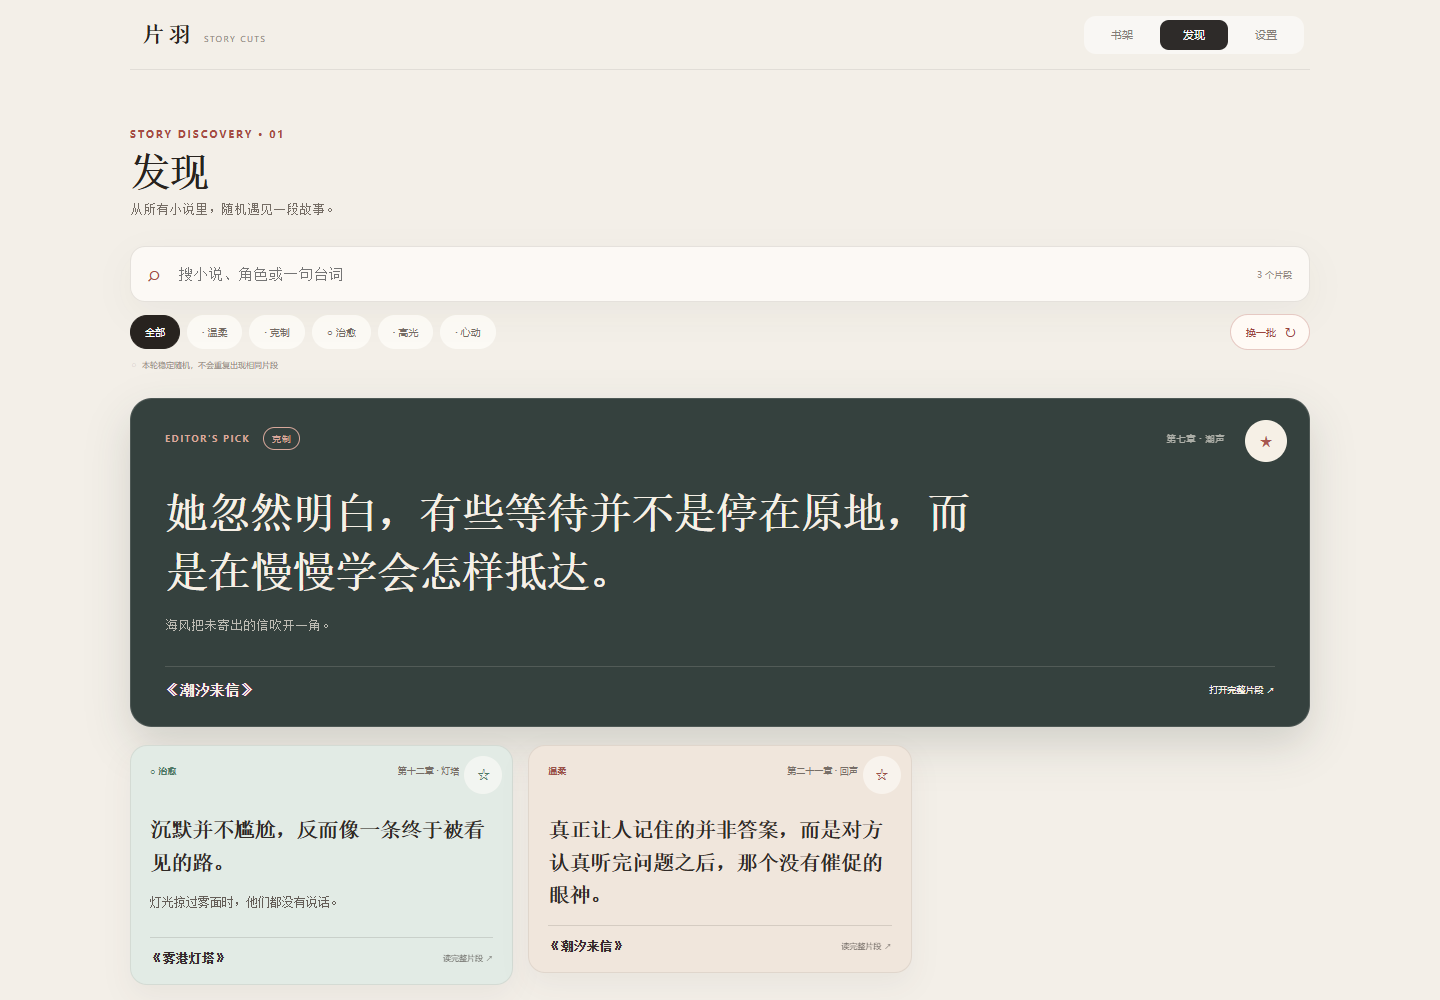 片羽 STORY CUTS
书架 发现 设置
STORY DISCOVERY • 01
发现
从所有小说里，随机遇见一段故事。
搜小说、角色或一句台词
3 个片段
全部 · 温柔 · 克制 ○ 治愈 · 高光 · 心动
换一批 ↻
本轮稳定随机，不会重复出现相同片段
EDITOR'S PICK 克制
第七章 · 潮声 ★
她忽然明白，有些等待并不是停在原地，而
是在慢慢学会怎样抵达。
海风把未寄出的信吹开一角。
《潮汐来信》
打开完整片段 ↗
○ 治愈
第十二章 · 灯塔 ☆
沉默并不尴尬，反而像一条终于被看
见的路。
灯光掠过雾面时，他们都没有说话。
《雾港灯塔》
读完整片段 ↗
温柔
第二十一章 · 回声 ☆
真正让人记住的并非答案，而是对方
认真听完问题之后，那个没有催促的
眼神。
《潮汐来信》
读完整片段 ↗